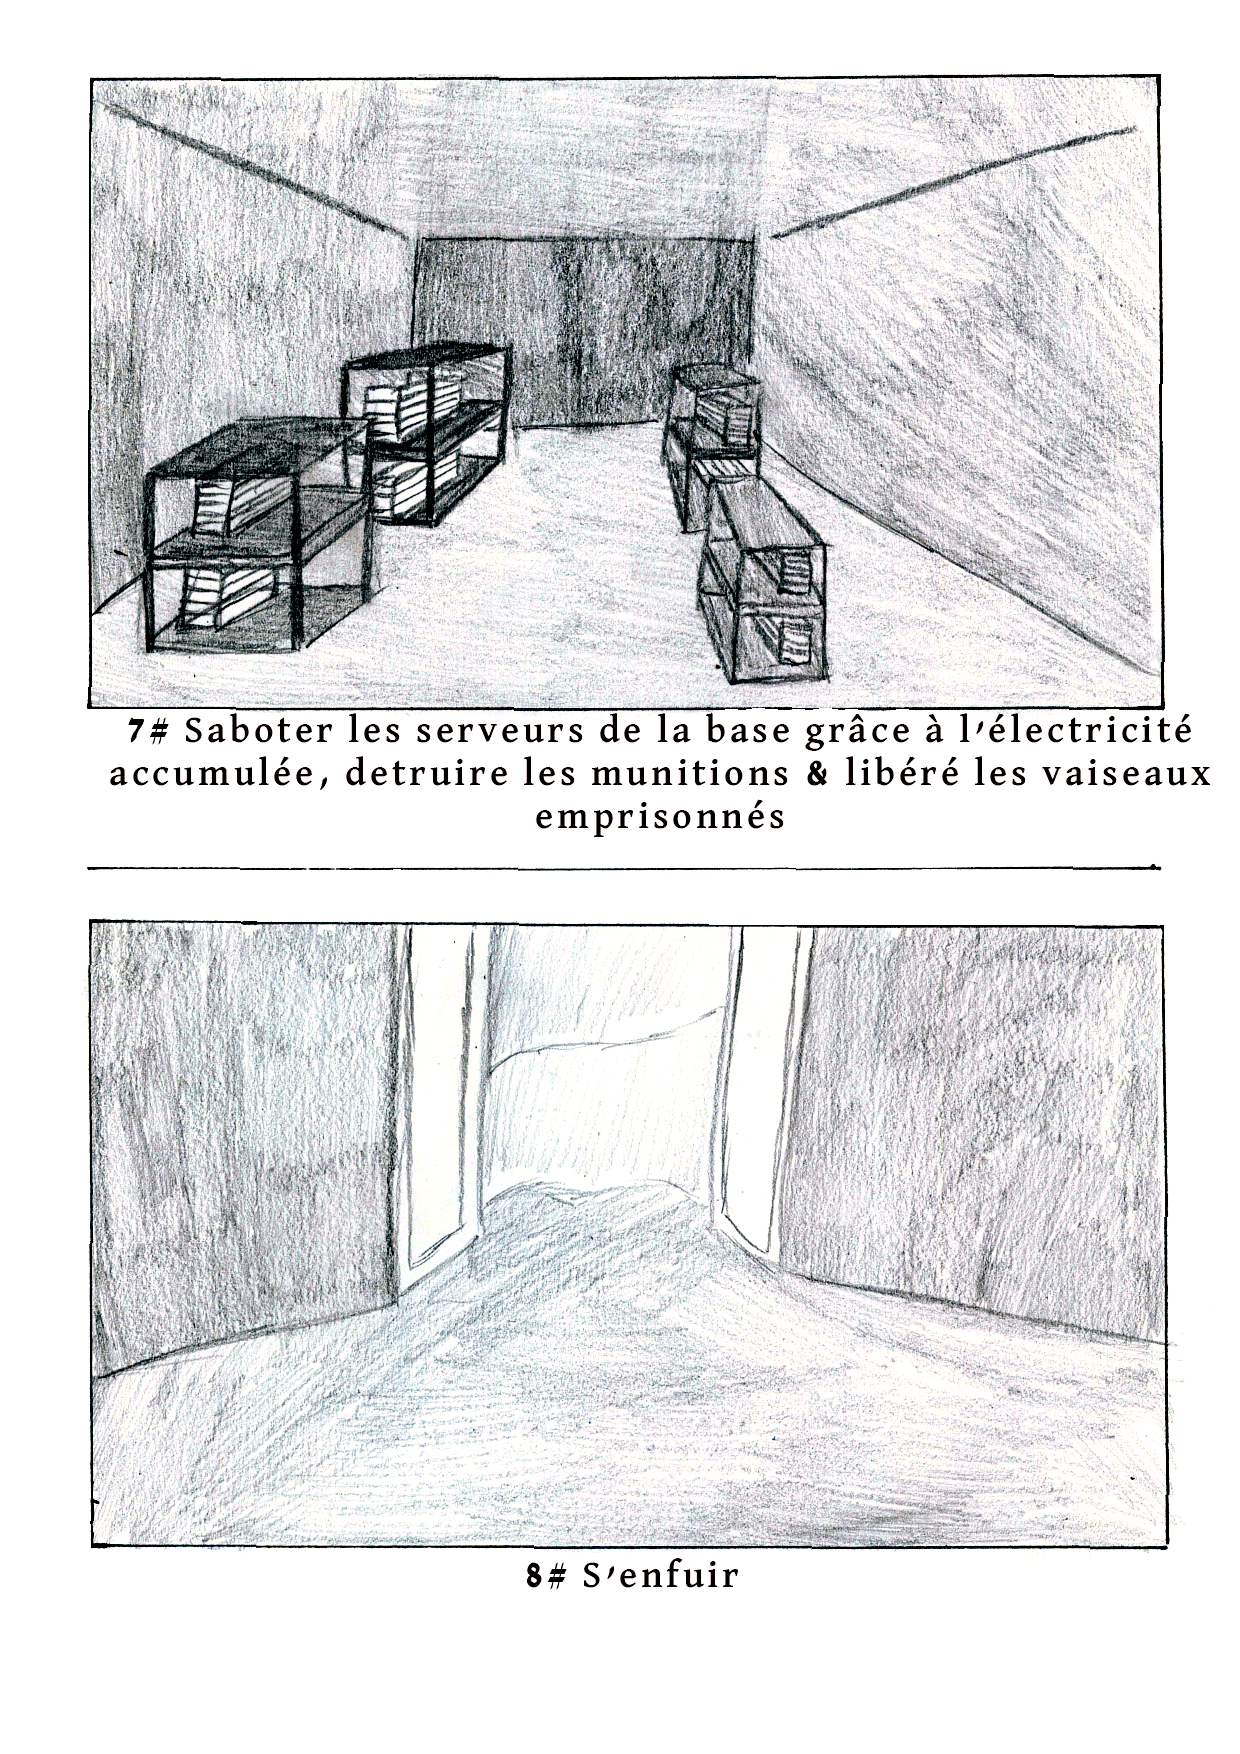 7# Saboter les serveurs de la base grâce à l'électricité
accumulée, detruire les munitions & libéré les vaiseaux
emprisonnés
8# S'enfuir